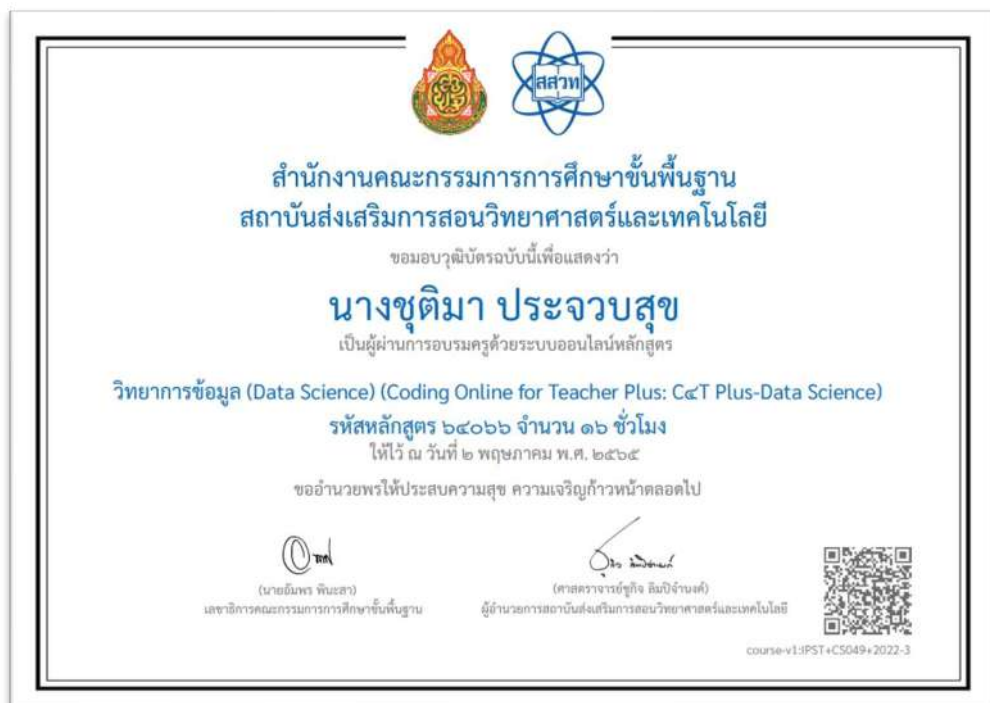 สสวท
สำนักงานคณะกรรมการการศึกษาขั้นพื้นฐาน
สถาบันส่งเสริมการสอนวิทยาศาสตร์และเทคโนโลยี
ขอมอบวุฒิบัตรฉบับนี้เพื่อแสดงว่า
นางชุติมา ประจวบสุข
เป็นผู้ผ่านการอบรมครูด้วยระบบออนไลน์หลักสูตร
วิทยาการข้อมูล (Data Science) (Coding Online for Teacher Plus: C๔T Plus-Data Science)
รหัสหลักสูตร ๖๔๐๖๖ จำนวน ๑๖ ชั่วโมง
ให้ไว้ ณ วันที่ ๒ พฤษภาคม พ.ศ. ๒๕๖๕
ขออำนวยพรให้ประสบความสุข ความเจริญก้าวหน้าตลอดไป
(นายอัมพร พินะสา)
เลขาธิการคณะกรรมการการศึกษาขั้นพื้นฐาน
(ศาสตราจารย์ชูกิจ ลิมปิจำนงค์)
ผู้อำนวยการสถาบันส่งเสริมการสอนวิทยาศาสตร์และเทคโนโลยี
course-v1:IPST+CS049+2022-3